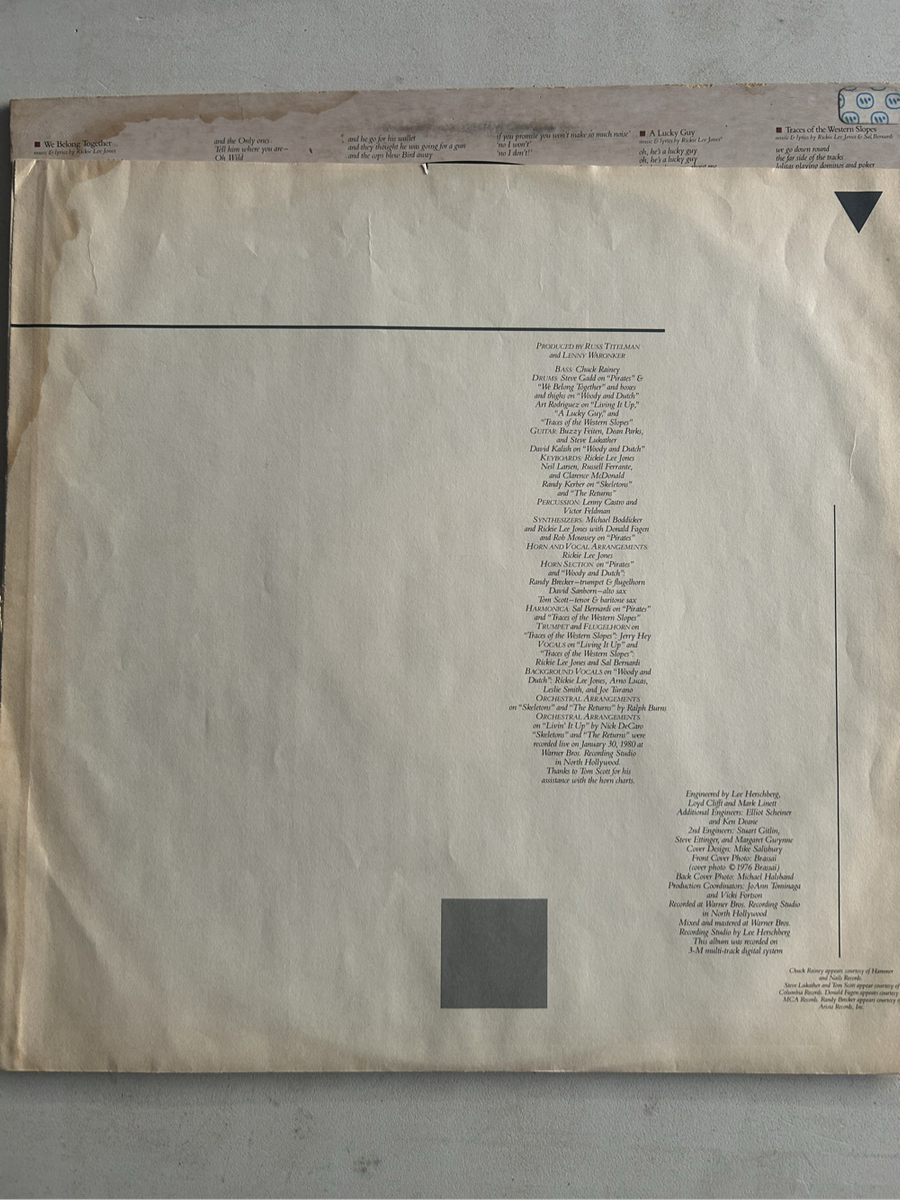 We Belong Together
music & lyrics by Rickie Lee Jones
and the Only ones
Tell him where you are—
Oh Wild
and he go for his wallet
and they thought he was going for a gun
and the cops blew Bird away
if you promise you won't make so much noise"
"no I won't"
"no I don't!"
A Lucky Guy
music & lyrics by Rickie Lee Jones
oh, he's a lucky guy
oh, he's a lucky guy
Traces of the Western Slopes
music & lyrics by Rickie Lee Jones & Sal Bernardi
we go down round
the far side of the tracks
lolitas playing dominos and poker
PRODUCED BY RUSS TITELMAN
and LENNY WARONKER
BASS: Chuck Rainey
DRUMS: Steve Gadd on "Pirates" &
"We Belong Together" and boxes
and thighs on "Woody and Dutch"
Art Rodriguez on "Living It Up,"
"A Lucky Guy," and
"Traces of the Western Slopes"
GUITAR: Buzzy Feiten, Dean Parks,
and Steve Lukather
David Kalish on "Woody and Dutch"
KEYBOARDS: Rickie Lee Jones
Neil Larsen, Russell Ferrante,
and Clarence McDonald
Randy Kerber on "Skeletons"
and "The Returns"
PERCUSSION: Lenny Castro and
Victor Feldman
SYNTHESIZERS: Michael Boddicker
and Rickie Lee Jones with Donald Fagen
and Rob Mounsey on "Pirates"
HORN AND VOCAL ARRANGEMENTS:
Rickie Lee Jones
HORN SECTION on "Pirates"
and "Woody and Dutch":
Randy Brecker—trumpet & flugelhorn
David Sanborn—alto sax
Tom Scott—tenor & baritone sax
HARMONICA: Sal Bernardi on "Pirates"
and "Traces of the Western Slopes"
TRUMPET and FLUGELHORN on
"Traces of the Western Slopes": Jerry Hey
VOCALS on "Living It Up" and
"Traces of the Western Slopes":
Rickie Lee Jones and Sal Bernardi
BACKGROUND VOCALS on "Woody and
Dutch": Rickie Lee Jones, Arno Lucas,
Leslie Smith, and Joe Turano
ORCHESTRAL ARRANGEMENTS
on "Skeletons" and "The Returns" by Ralph Burns
ORCHESTRAL ARRANGEMENTS
on "Livin' It Up" by Nick DeCaro
"Skeletons" and "The Returns" were
recorded live on January 30, 1980 at
Warner Bros. Recording Studio
in North Hollywood.
Thanks to Tom Scott for his
assistance with the horn charts.
Engineered by Lee Herschberg,
Loyd Clifft and Mark Linett
Additional Engineers: Elliot Scheiner
and Ken Deane
2nd Engineers: Stuart Gitlin,
Steve Ettinger, and Margaret Gwynne
Cover Design: Mike Salisbury
Front Cover Photo: Brassai
(cover photo © 1976 Brassai)
Back Cover Photo: Michael Halsband
Production Coordinators: JoAnn Tominaga
and Vicki Fortson
Recorded at Warner Bros. Recording Studio
in North Hollywood
Mixed and mastered at Warner Bros.
Recording Studio by Lee Herschberg
This album was recorded on
3-M multi-track digital system
Chuck Rainey appears courtesy of Hammer
and Nails Records.
Steve Lukather and Tom Scott appear courtesy of
Columbia Records. Donald Fagen appears courtesy
MCA Records. Randy Brecker appears courtesy
Arista Records, Inc.